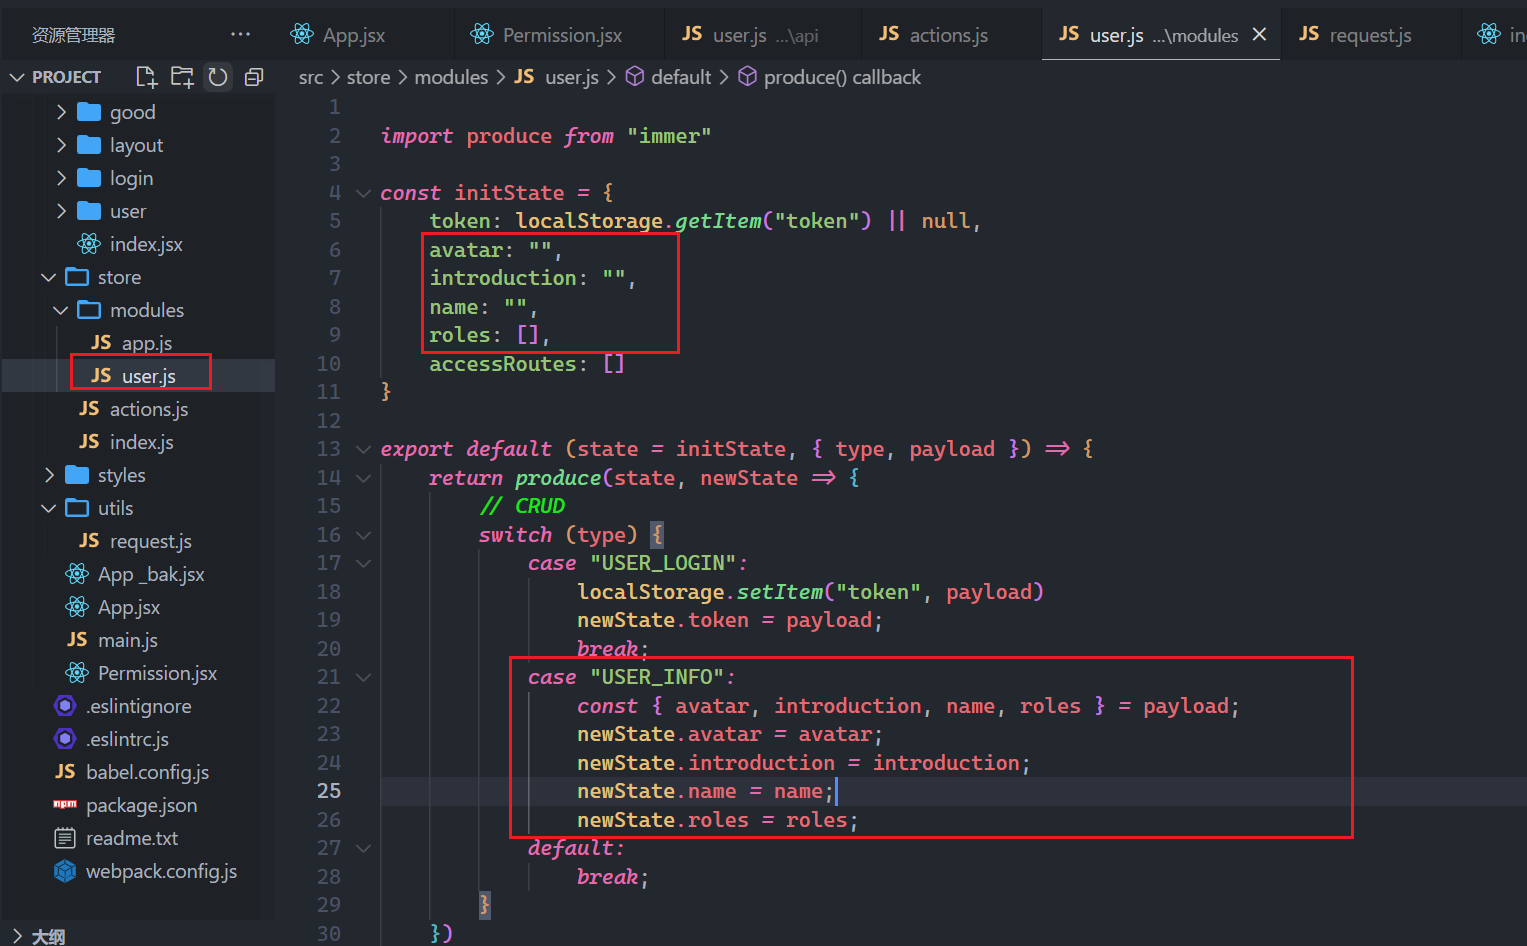 资源管理器
App.jsx
Permission.jsx
JS user.js ...\api
JS actions.js
JS user.js ...\modules
JS request.js
in
PROJECT
src > store > modules > JS user.js > default > produce() callback
good
layout
login
user
index.jsx
store
modules
JS app.js
JS user.js
JS actions.js
JS index.js
styles
utils
JS request.js
App _bak.jsx
App.jsx
JS main.js
Permission.jsx
.eslintignore
.eslintrc.js
JS babel.config.js
npm package.json
readme.txt
webpack.config.js
大纲
1
2 import produce from "immer"
3
4 const initState = {
5 token: localStorage.getItem("token") || null,
6 avatar: "",
7 introduction: "",
8 name: "",
9 roles: [],
10 accessRoutes: []
11 }
12
13 export default (state = initState, { type, payload }) => {
14 return produce(state, newState => {
15 // CRUD
16 switch (type) {
17 case "USER_LOGIN":
18 localStorage.setItem("token", payload)
19 newState.token = payload;
20 break;
21 case "USER_INFO":
22 const { avatar, introduction, name, roles } = payload;
23 newState.avatar = avatar;
24 newState.introduction = introduction;
25 newState.name = name;
26 newState.roles = roles;
27 default:
28 break;
29 }
30 })